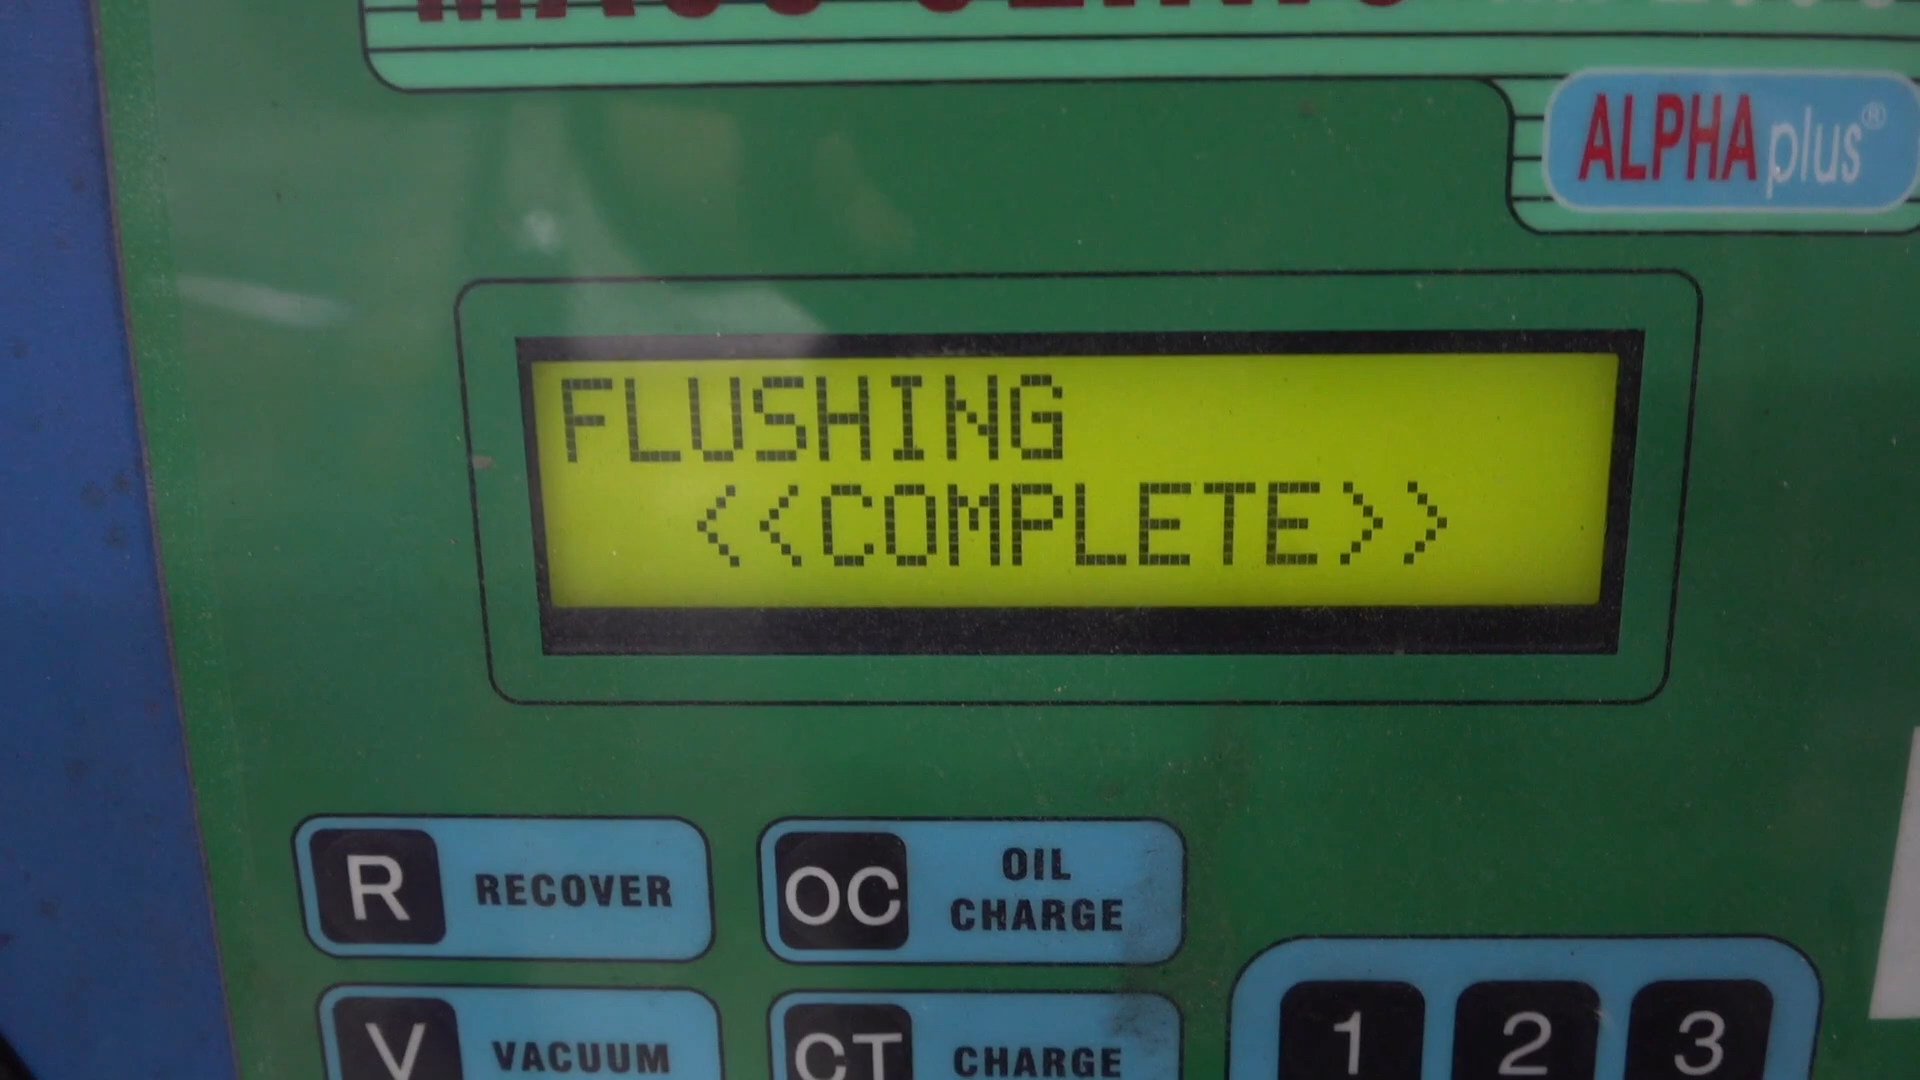 ALPHA plus®
FLUSHING
<<COMPLETE>>
R RECOVER
OC OIL
CHARGE
V VACUUM
CT CHARGE
1 2 3